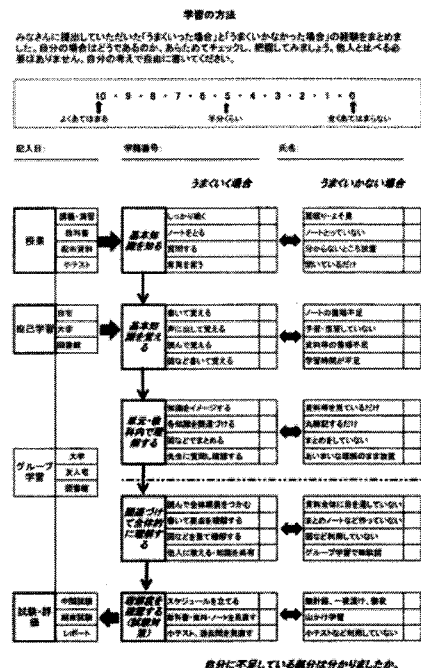 学習の方法
みなさんに提出していただいた「うまくいった場合」と「うまくいかなかった場合」の経験をまとめま
した。自分の場合はどうであるのか、あらためてチェックし、把握してみましょう。他人と比べる必
要はありません。自分の考えで自由に書いてください。
10 ・ 9 ・ 8 ・ 7 ・ 6 ・ 5 ・ 4 ・ 3 ・ 2 ・ 1 ・ 0
よくあてはまる 半分くらい 全くあてはまらない
記入日: 学籍番号: 氏名:
うまくいく場合 うまくいかない場合
授業
講義・演習
教科書
配布資料
小テスト
基本知識を知る
しっかり聴く
ノートをとる
質問する
居眠り・よそ見
ノートとっていない
分からないところ放置
聞いているだけ
自己学習
自宅
大学
図書館
基本知識を覚える
書いて覚える
声に出して覚える
読んで覚える
図など書いて覚える
ノートの整理不足
予習・復習していない
資料等の整理不足
学習時間が不足
単元・教科内で理解する
知識をイメージする
各知識を関連づける
図などでまとめる
先生に質問し確認する
資料等を見ているだけ
丸暗記するだけ
まとめをしていない
あいまいな理解のまま放置
グループ学習
大学
友人宅
図書館
関連づけて全体的に理解する
読んで全体概要をつかむ
書いて要点を確認する
図などを見て確認する
他人に教える・知識を共有
資料全体に目を通していない
まとめノートなど作っていない
図など利用していない
グループ学習で無駄話
試験・評価
中間試験
期末試験
レポート
理解度を確認する(試験対策)
スケジュールを立てる
教科書・資料・ノートを見直す
小テスト、過去問を見直す
無計画、一夜漬け、徹夜
山かけ学習
小テストなど利用していない
自分に不足している部分は分かりましたか。